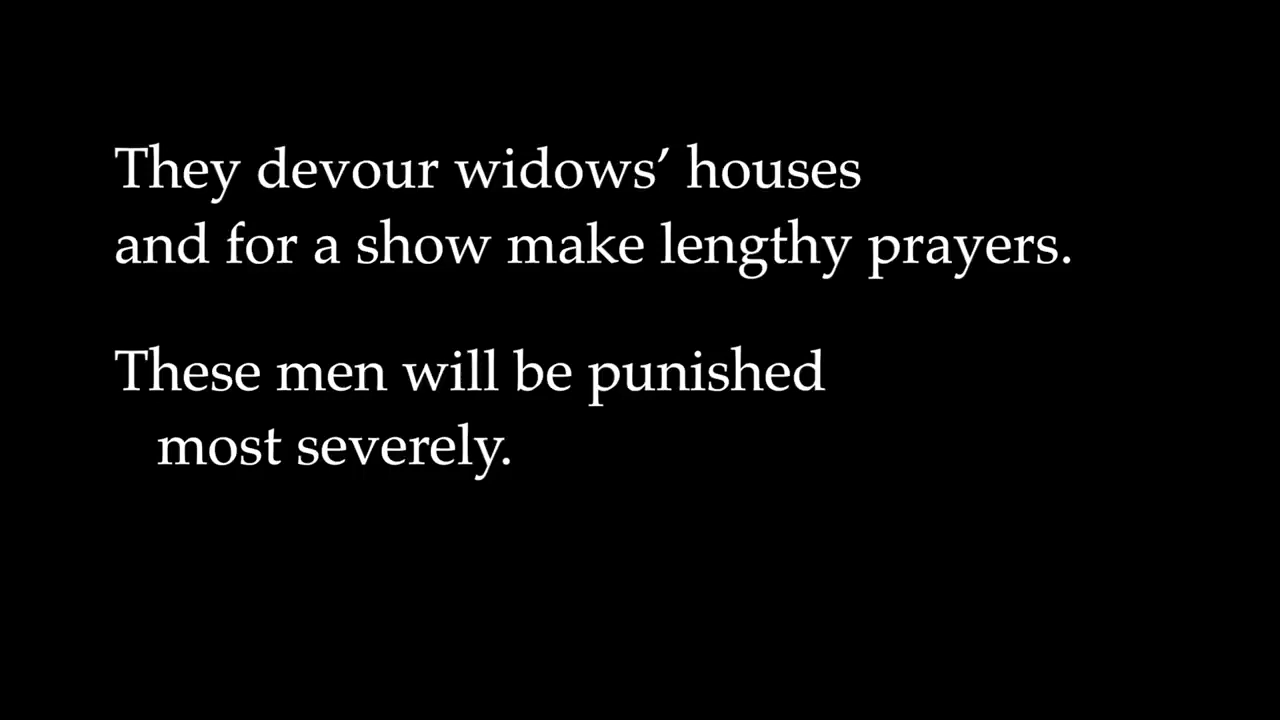 They devour widows’ houses
and for a show make lengthy prayers.
These men will be punished
most severely.